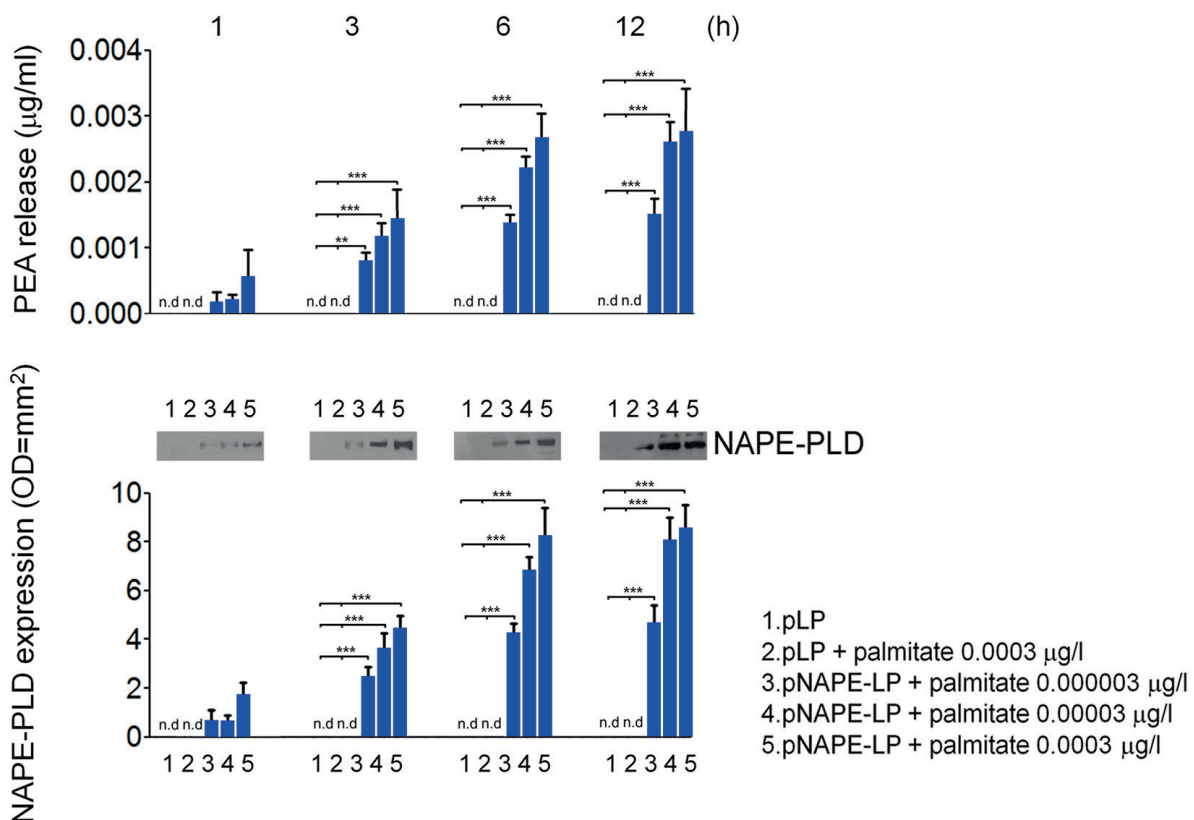 1 3 6 12 (h)
PEA release (µg/ml)
0.004
*** ***
*** *** ***
0.003
*** *** ***
0.002
*** ***
0.001
**
n.d n.d n.d n.d n.d n.d n.d n.d
0.000
NAPE-PLD expression (OD=mm²)
1 2 3 4 5 1 2 3 4 5 1 2 3 4 5 1 2 3 4 5
NAPE-PLD
10
*** ***
***
8
***
6
*** *** ***
4
*** ***
2
n.d n.d n.d n.d n.d n.d n.d n.d
0
1 2 3 4 5 1 2 3 4 5 1 2 3 4 5 1 2 3 4 5
1.pLP
2.pLP + palmitate 0.0003 µg/l
3.pNAPE-LP + palmitate 0.000003 µg/l
4.pNAPE-LP + palmitate 0.00003 µg/l
5.pNAPE-LP + palmitate 0.0003 µg/l